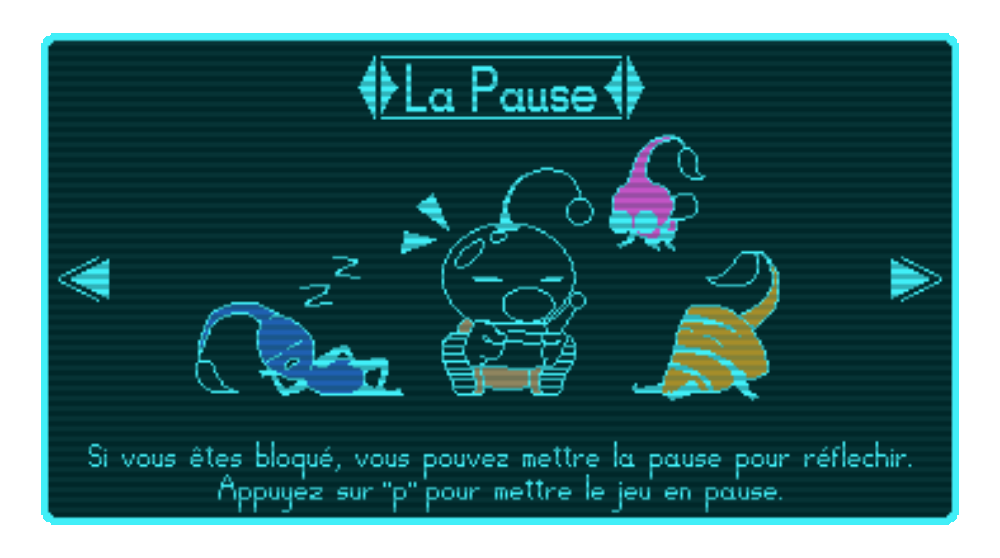 La Pause
z
z
Si vous êtes bloqué, vous pouvez mettre la pause pour réflechir.
Appuyez sur "p" pour mettre le jeu en pause.